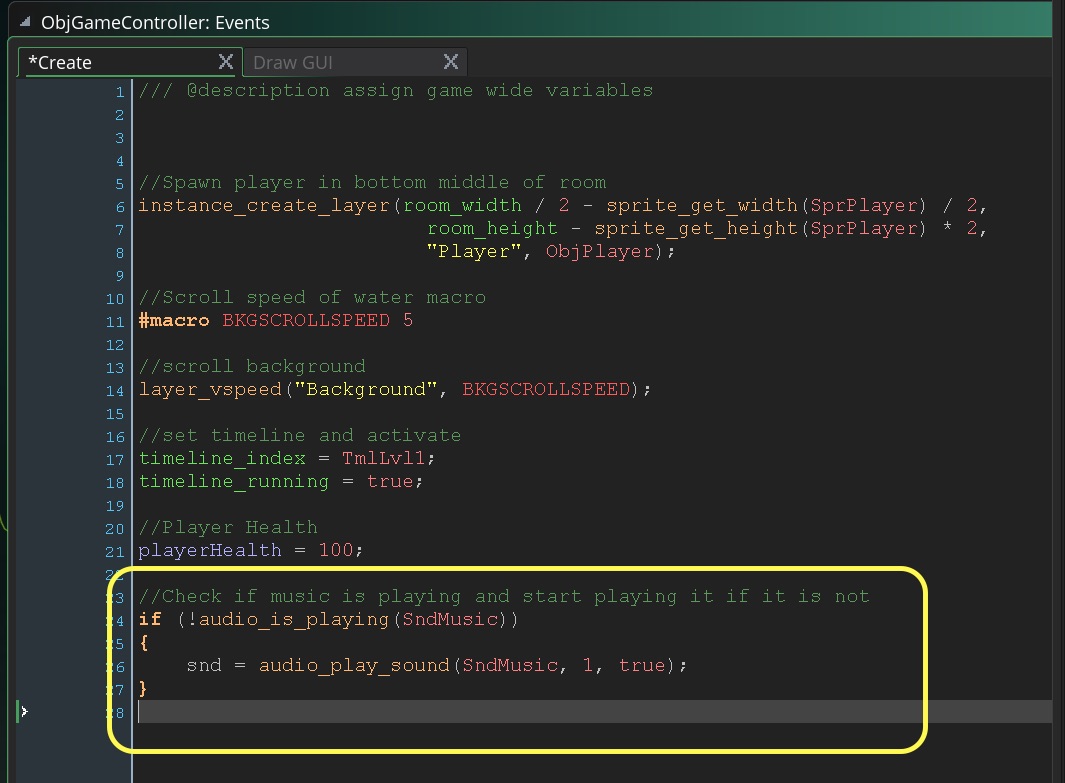 ObjGameController: Events
*Create X Draw GUI X
1 /// @description assign game wide variables
2
3
4
5 //Spawn player in bottom middle of room
6 instance_create_layer(room_width / 2 - sprite_get_width(SprPlayer) / 2,
7 room_height - sprite_get_height(SprPlayer) * 2,
8 "Player", ObjPlayer);
9
10 //Scroll speed of water macro
11 #macro BKGSCROLLSPEED 5
12
13 //scroll background
14 layer_vspeed("Background", BKGSCROLLSPEED);
15
16 //set timeline and activate
17 timeline_index = TmlLvl1;
18 timeline_running = true;
19
20 //Player Health
21 playerHealth = 100;
22
23 //Check if music is playing and start playing it if it is not
24 if (!audio_is_playing(SndMusic))
25 {
26 snd = audio_play_sound(SndMusic, 1, true);
27 }
28